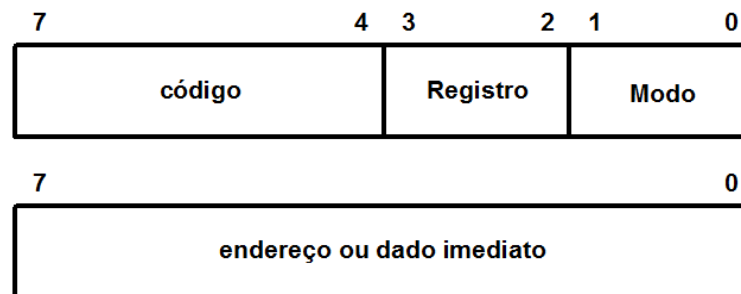 7 4 3 2 1 0
código Registro Modo
7 0
endereço ou dado imediato